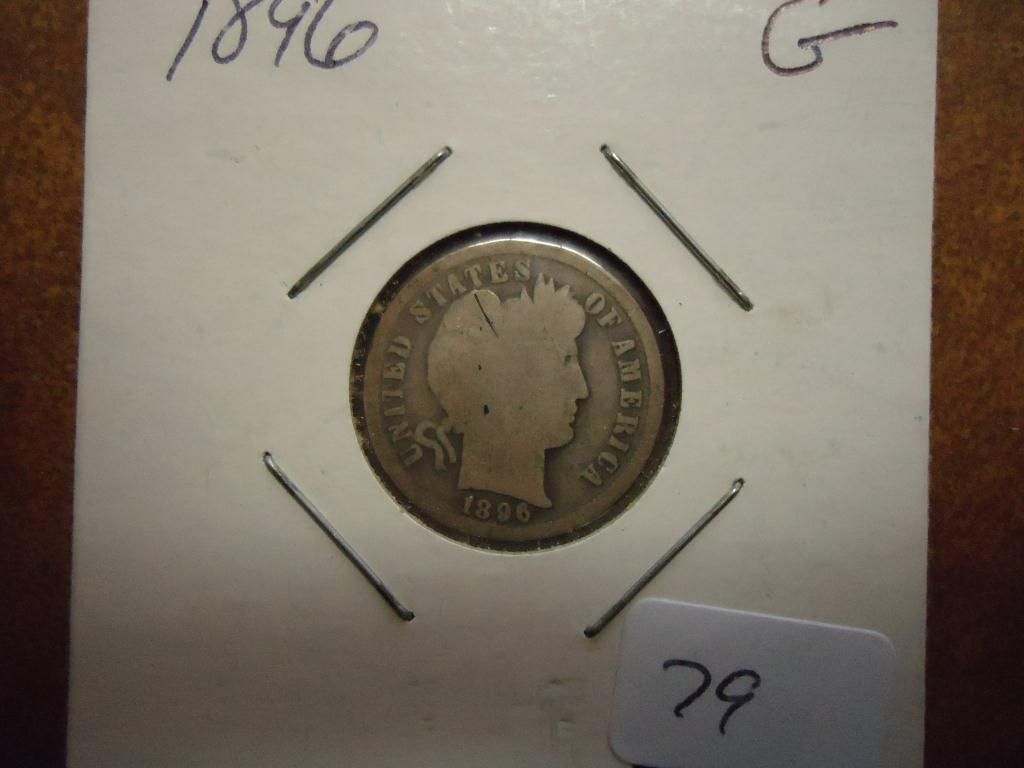 1896 G
UNITED STATES OF AMERICA
1896
79